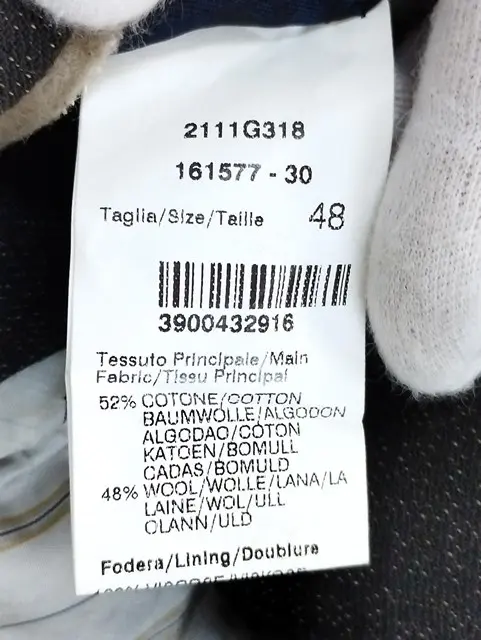 2111G318
161577 - 30
Taglia/Size/Taille 48
3900432916
Tessuto Principale/Main
Fabric/Tissu Principal
52% COTONE/COTTON
BAUMWOLLE/ALGODON
ALGODAO/COTON
KATOEN/BOMULL
CADAS/BOMULD
48% WOOL/WOLLE/LANA/LA
LAINE/WOL/ULL
OLANN/ULD
Fodera/Lining/Doublure